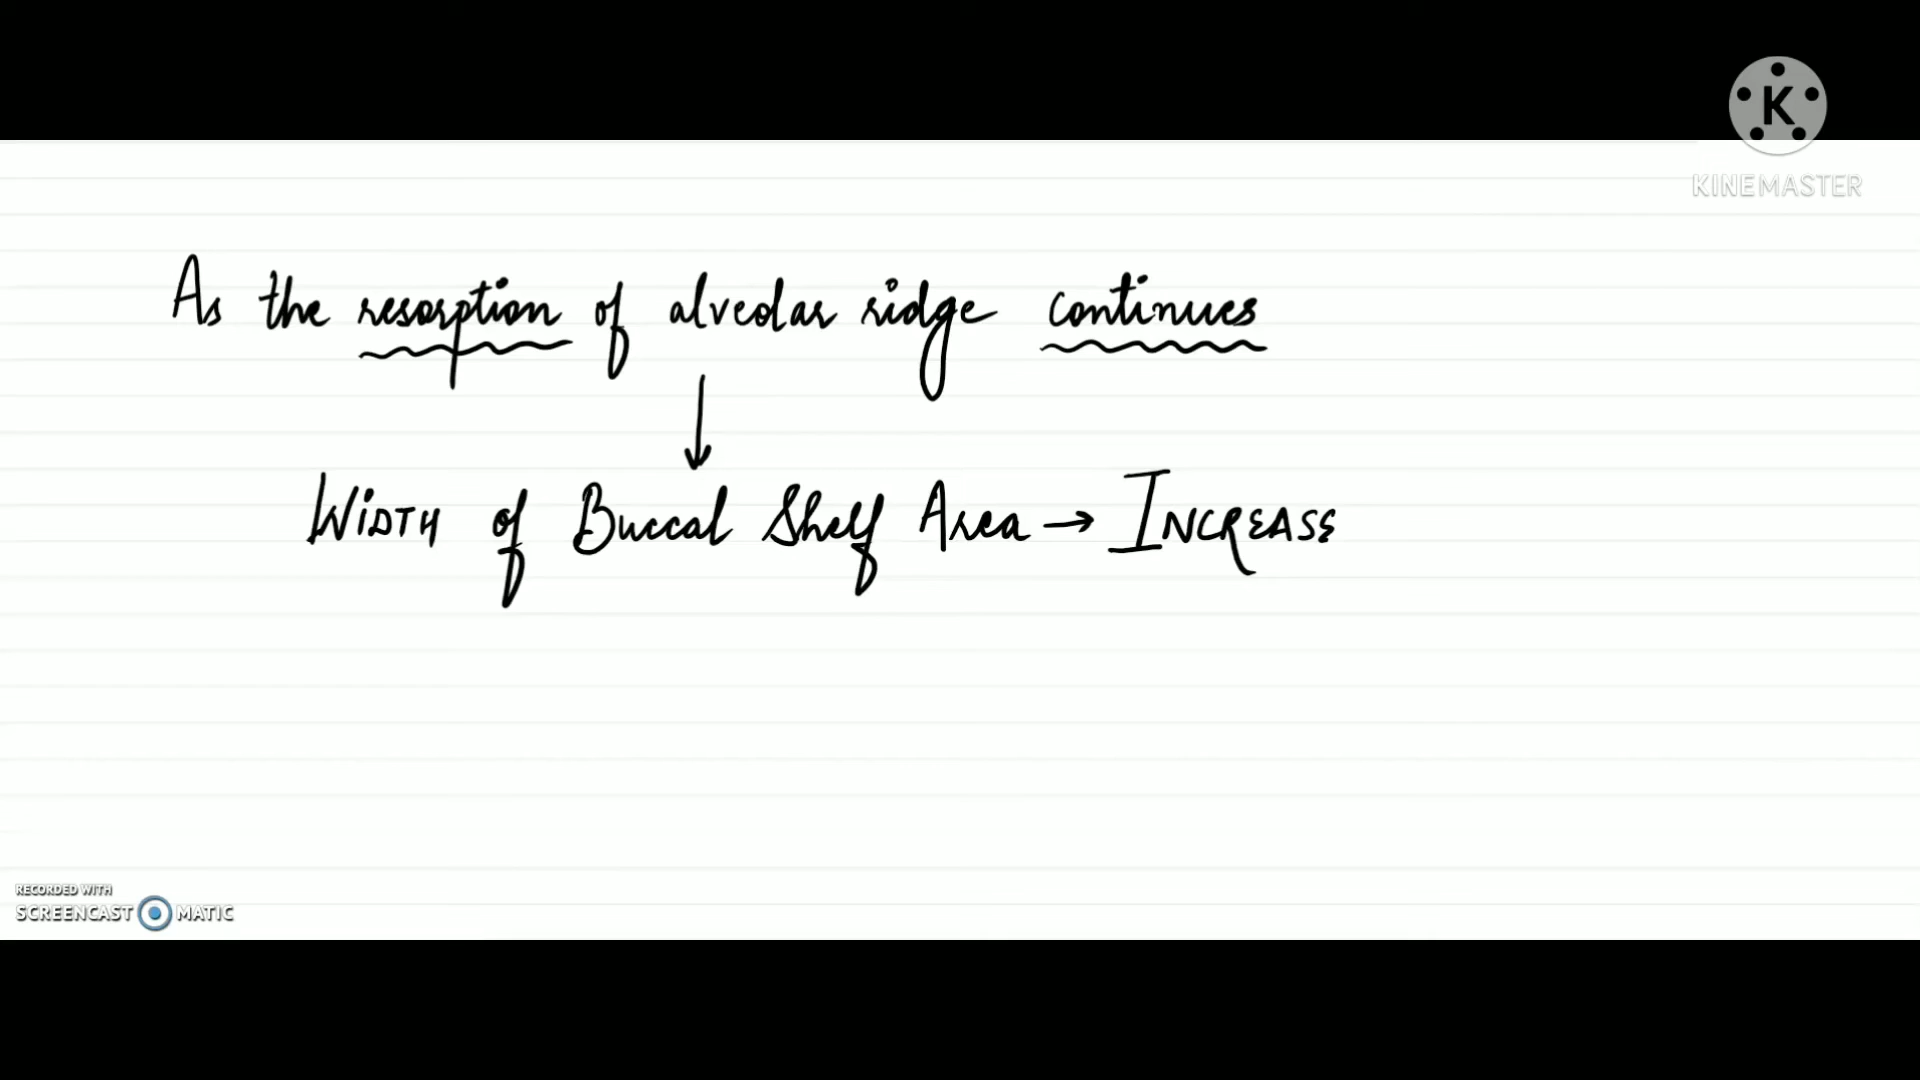 K
KINEMASTER
As the resorption of alveolar ridge continues
↓
WiDTH of Buccal Shelf Area → INCREASE
RECORDED WITH
SCREENCAST MATIC